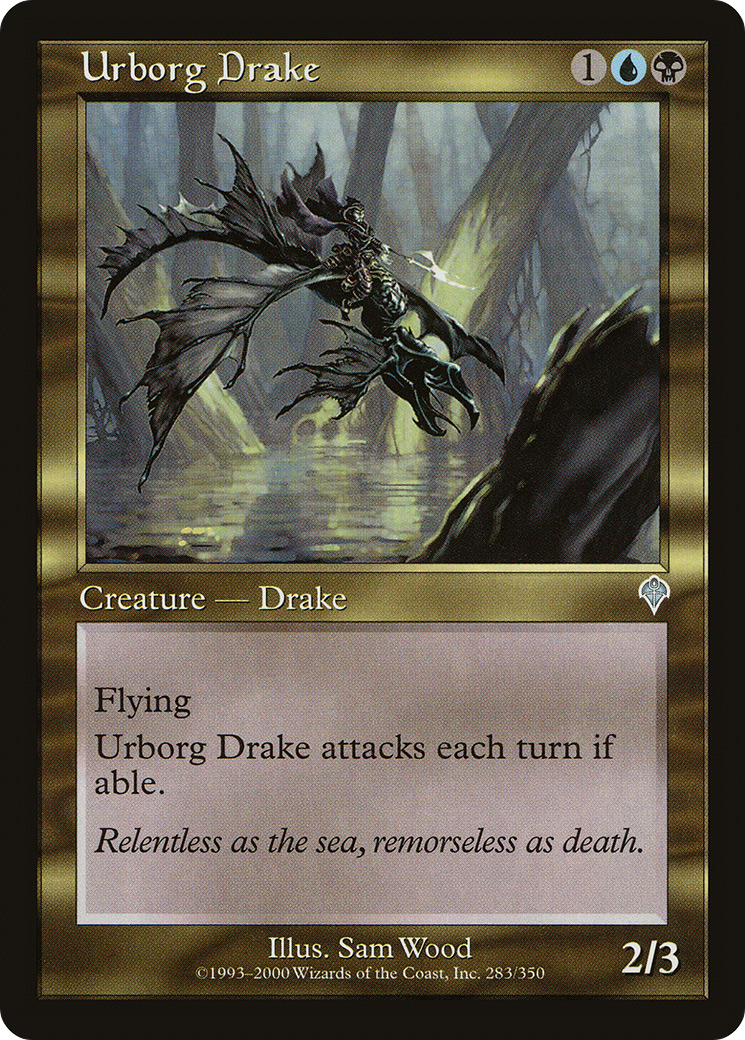 Urborg Drake 1
Creature — Drake
Flying
Urborg Drake attacks each turn if
able.
Relentless as the sea, remorseless as death.
Illus. Sam Wood
2/3
©1993–2000 Wizards of the Coast, Inc. 283/350